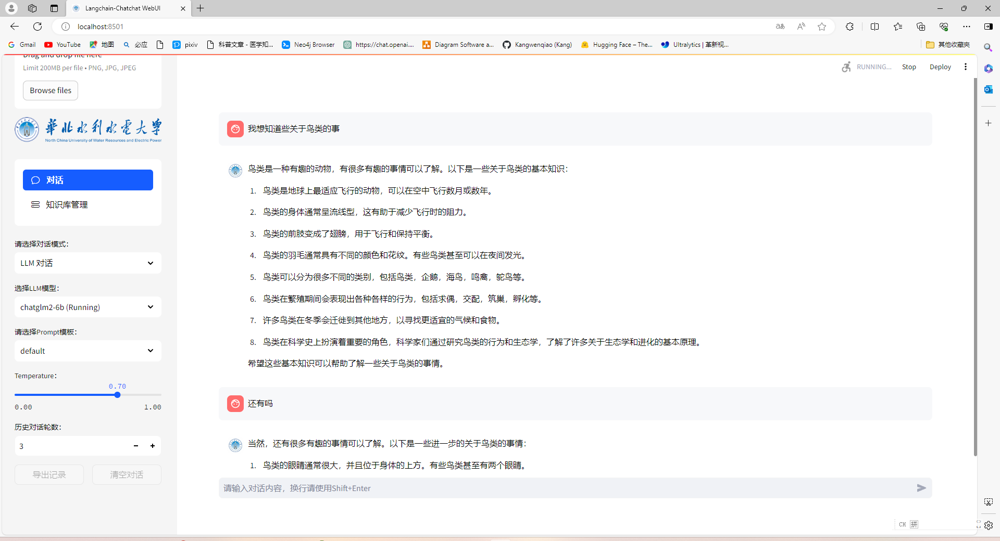 Langchain-Chatchat WebUI
localhost:8501
Gmail
YouTube
地图
必应
pixiv
科普文章 - 医学知...
Neo4j Browser
https://chat.openai....
Diagram Software a...
Kangwenqiao (Kang)
Hugging Face – The...
Ultralytics | 革新视...
其他收藏夹
Drag and drop file here
Limit 200MB per file • PNG, JPG, JPEG
Browse files
華北水利水電大學
North China University of Water Resources and Electric Power
对话
知识库管理
请选择对话模式：
LLM 对话
选择LLM模型：
chatglm2-6b (Running)
请选择Prompt模板：
default
Temperature：
0.70
0.00
1.00
历史对话轮数：
3
导出记录
清空对话
RUNNING...
Stop
Deploy
我想知道些关于鸟类的事
鸟类是一种有趣的动物，有很多有趣的事情可以了解。以下是一些关于鸟类的基本知识：
1. 鸟类是地球上最适应飞行的动物，可以在空中飞行数月或数年。
2. 鸟类的身体通常呈流线型，这有助于减少飞行时的阻力。
3. 鸟类的前肢变成了翅膀，用于飞行和保持平衡。
4. 鸟类的羽毛通常具有不同的颜色和花纹。有些鸟类甚至可以在夜间发光。
5. 鸟类可以分为很多不同的类别，包括鸟类，企鹅，海鸟，鸣禽，鸵鸟等。
6. 鸟类在繁殖期间会表现出各种各样的行为，包括求偶，交配，筑巢，孵化等。
7. 许多鸟类在冬季会迁徙到其他地方，以寻找更适宜的气候和食物。
8. 鸟类在科学史上扮演着重要的角色，科学家们通过研究鸟类的行为和生态学，了解了许多关于生态学和进化的基本原理。
希望这些基本知识可以帮助了解一些关于鸟类的事情。
还有吗
当然，还有很多有趣的事情可以了解。以下是一些进一步的关于鸟类的事情：
1. 鸟类的眼睛通常很大，并且位于身体的上方。有些鸟类甚至有两个眼睛。
请输入对话内容，换行请使用Shift+Enter
CH 拼